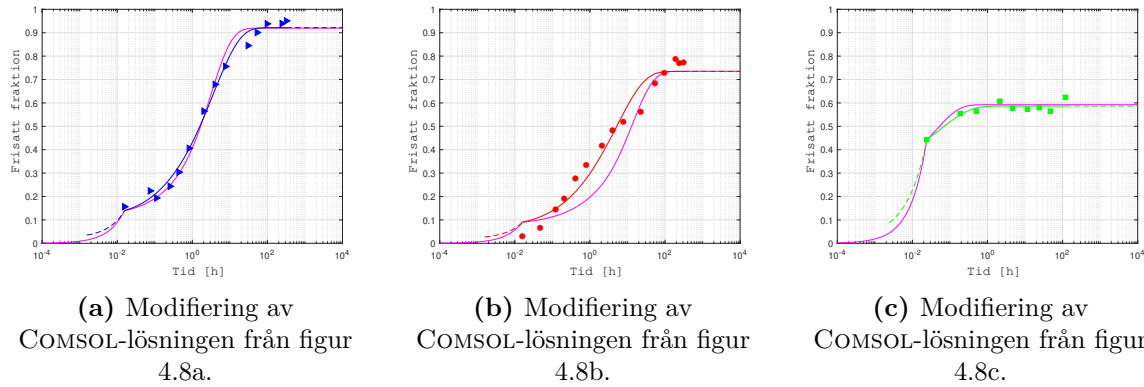 1
0.9
0.8
0.7
0.6
0.5
0.4
0.3
0.2
0.1
0
Frisatt fraktion
10^-4 10^-2 10^0 10^2 10^4
Tid [h]
(a) Modifiering av
COMSOL-lösningen från figur
4.8a.
1
0.9
0.8
0.7
0.6
0.5
0.4
0.3
0.2
0.1
0
Frisatt fraktion
10^-4 10^-2 10^0 10^2 10^4
Tid [h]
(b) Modifiering av
COMSOL-lösningen från figur
4.8b.
1
0.9
0.8
0.7
0.6
0.5
0.4
0.3
0.2
0.1
0
Frisatt fraktion
10^-4 10^-2 10^0 10^2 10^4
Tid [h]
(c) Modifiering av
COMSOL-lösningen från figur
4.8c.